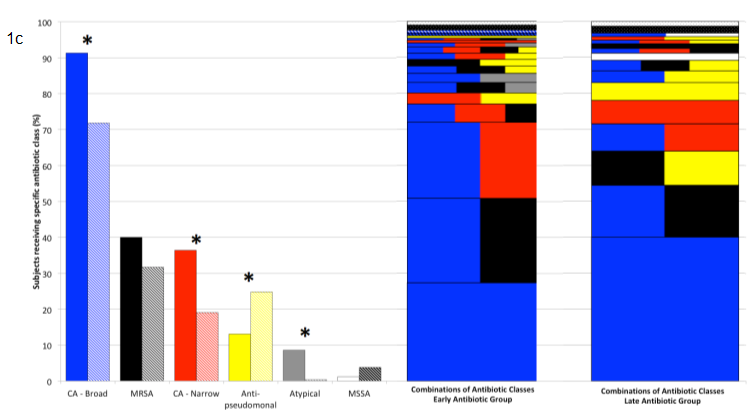 1c
Subjects receiving specific antibiotic class (%)
100
90
80
70
60
50
40
30
20
10
0
*
*
*
*
CA - Broad
MRSA
CA - Narrow
Anti-
pseudomonal
Atypical
MSSA
Combinations of Antibiotic Classes
Early Antibiotic Group
Combinations of Antibiotic Classes
Late Antibiotic Group